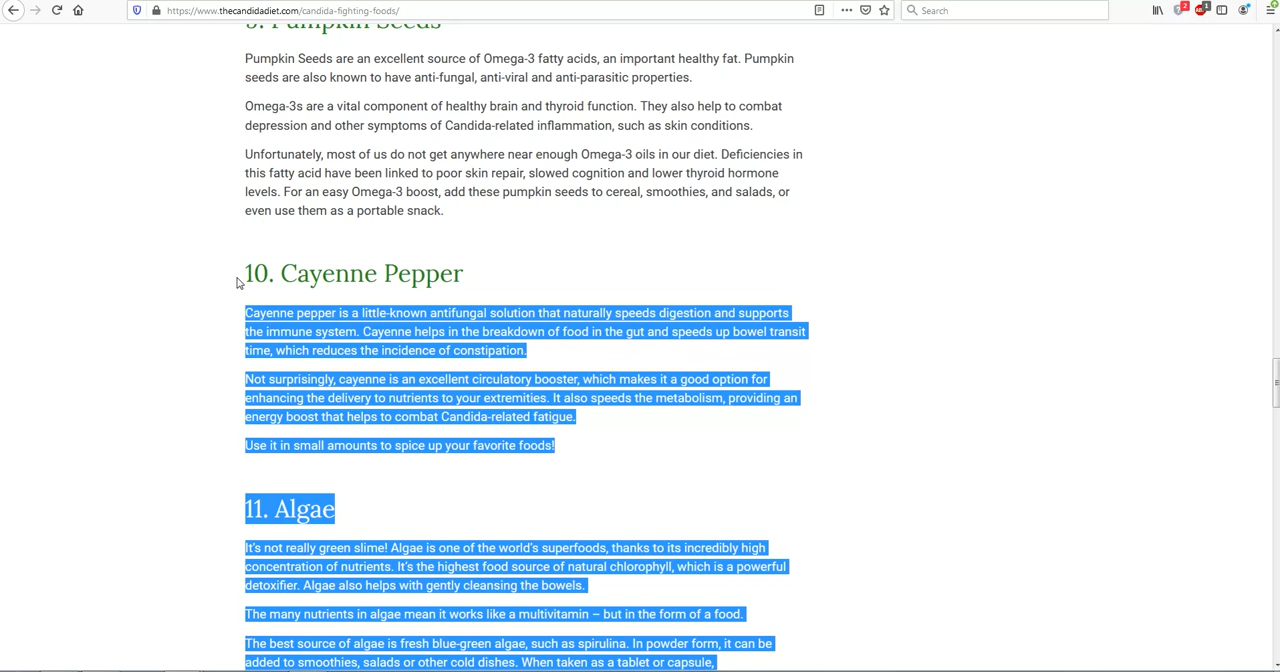 https://www.thecandidadiet.com/candida-fighting-foods/
Search
2
1
9. Pumpkin Seeds
Pumpkin Seeds are an excellent source of Omega-3 fatty acids, an important healthy fat. Pumpkin
seeds are also known to have anti-fungal, anti-viral and anti-parasitic properties.
Omega-3s are a vital component of healthy brain and thyroid function. They also help to combat
depression and other symptoms of Candida-related inflammation, such as skin conditions.
Unfortunately, most of us do not get anywhere near enough Omega-3 oils in our diet. Deficiencies in
this fatty acid have been linked to poor skin repair, slowed cognition and lower thyroid hormone
levels. For an easy Omega-3 boost, add these pumpkin seeds to cereal, smoothies, and salads, or
even use them as a portable snack.
10. Cayenne Pepper
Cayenne pepper is a little-known antifungal solution that naturally speeds digestion and supports
the immune system. Cayenne helps in the breakdown of food in the gut and speeds up bowel transit
time, which reduces the incidence of constipation.
Not surprisingly, cayenne is an excellent circulatory booster, which makes it a good option for
enhancing the delivery to nutrients to your extremities. It also speeds the metabolism, providing an
energy boost that helps to combat Candida-related fatigue.
Use it in small amounts to spice up your favorite foods!
11. Algae
It's not really green slime! Algae is one of the world's superfoods, thanks to its incredibly high
concentration of nutrients. It's the highest food source of natural chlorophyll, which is a powerful
detoxifier. Algae also helps with gently cleansing the bowels.
The many nutrients in algae mean it works like a multivitamin – but in the form of a food.
The best source of algae is fresh blue-green algae, such as spirulina. In powder form, it can be
added to smoothies, salads or other cold dishes. When taken as a tablet or capsule,